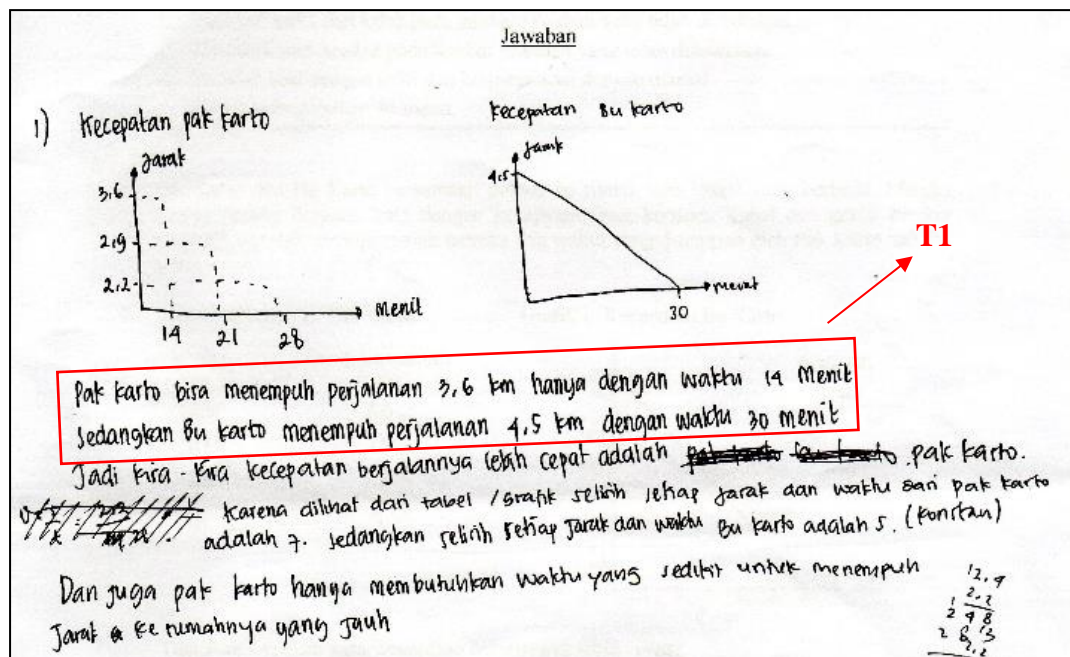 Jawaban
1) Kecepatan pak karto
Jarak
3,6
2,9
2,2
14 21 28
Menit
Kecepatan Bu karto
Jarak
4.5
30
T1
Pak karto bisa menempuh perjalanan 3,6 km hanya dengan waktu 14 Menit
Sedangkan Bu karto menempuh perjalanan 4,5 km dengan waktu 30 menit
Jadi kira-kira kecepatan berjalannya lebih cepat adalah pak karto.
Karena dilihat dari tabel /Grafik selisih setiap jarak dan waktu dari pak karto
adalah 7. sedangkan selisih setiap Jarak dan waktu Bu karto adalah 5. (konstan)
Dan juga pak karto hanya membutuhkan waktu yang sedikit untuk menempuh
Jarak ke rumahnya yang jauh